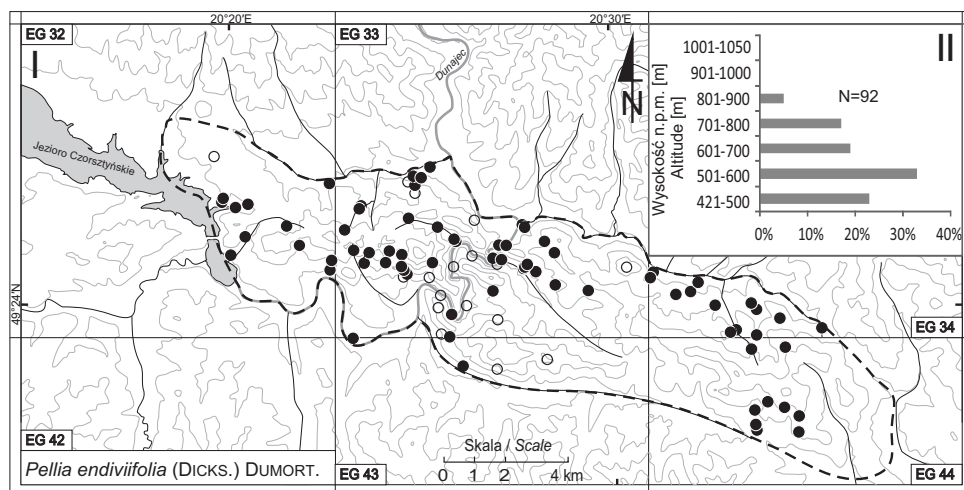 20°20'E
20°30'E
EG 32
EG 33
I
II
Dunajec
N
Wysokość n.p.m. [m]
Altitude [m]
1001-1050
901-1000
801-900
701-800
601-700
501-600
421-500
N=92
0% 10% 20% 30% 40%
Jezioro Czorsztyńskie
49°24'N
EG 34
EG 42
Pellia endiviifolia (DICKS.) DUMORT.
EG 43
Skala / Scale
0 1 2 4 km
EG 44